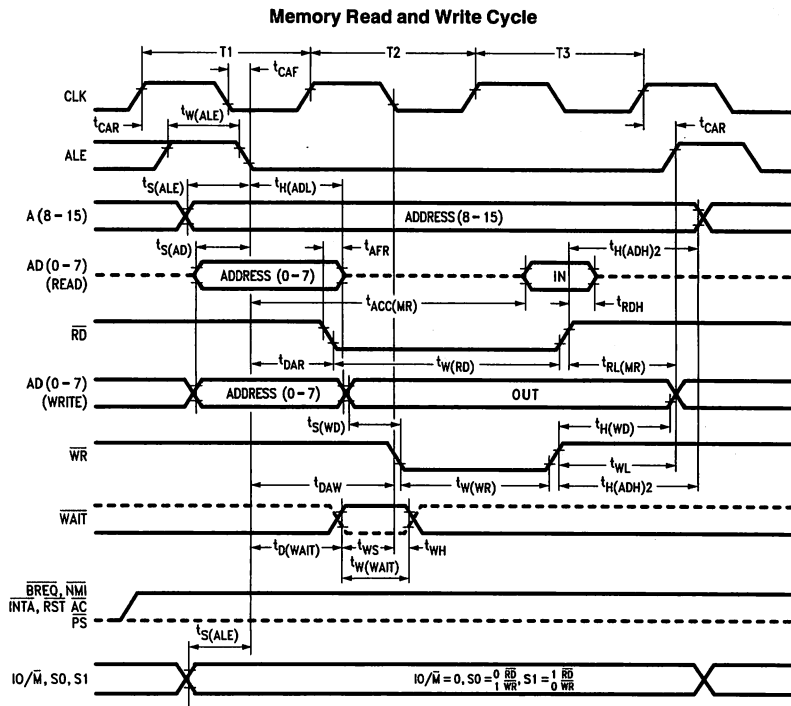 Memory Read and Write Cycle
T1 T2 T3
tCAF
CLK
tCAR tW(ALE) tCAR
ALE
tS(ALE) tH(ADL)
A(8-15) ADDRESS(8-15)
tS(AD) tAFR tH(ADH)2
AD(0-7) (READ) ADDRESS (0-7) IN
tACC(MR) tRDH
RD
tDAR tW(RD) tRL(MR)
AD(0-7) (WRITE) ADDRESS (0-7) OUT
tS(WD) tH(WD)
WR
tWL
tDAW tW(WR) tH(ADH)2
WAIT
tD(WAIT) tWS tWH
tW(WAIT)
BREQ, NMI
INTA, RST AC
PS
tS(ALE)
IO/M, S0, S1 IO/M=0, S0=0 RD 1 WR, S1=1 RD 0 WR